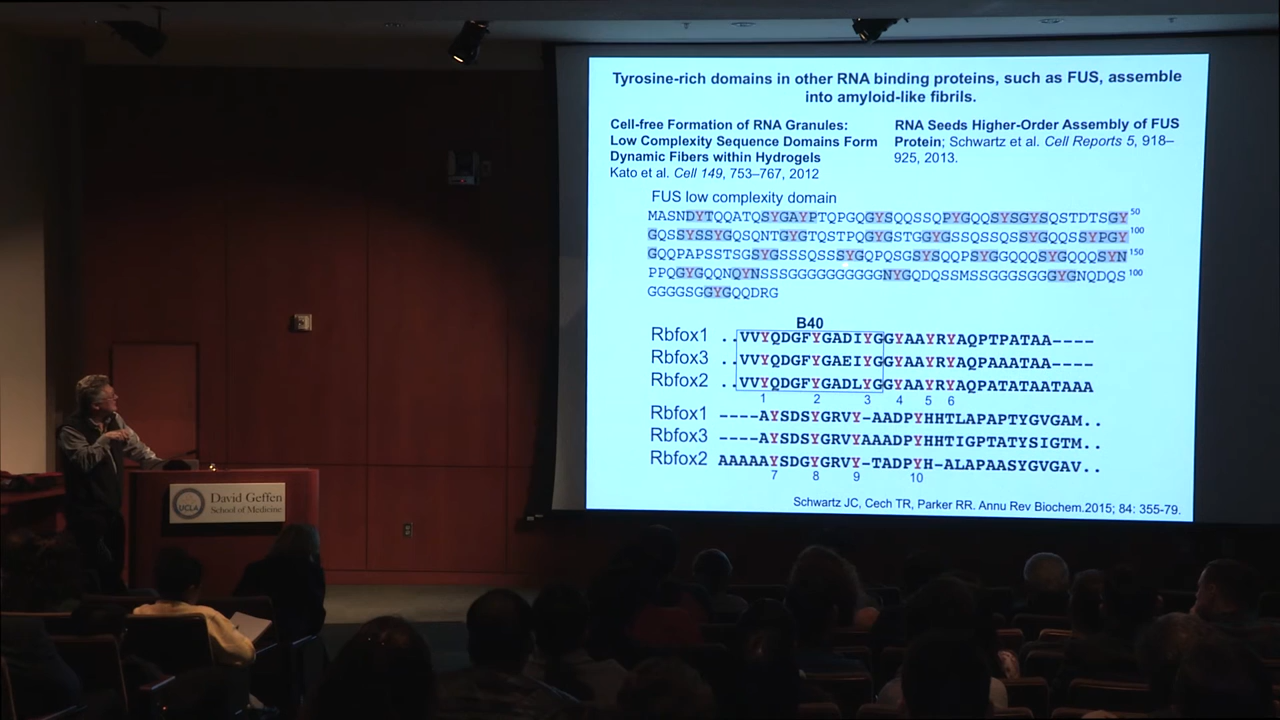 Tyrosine-rich domains in other RNA binding proteins, such as FUS, assemble
into amyloid-like fibrils.
Cell-free Formation of RNA Granules:
Low Complexity Sequence Domains Form
Dynamic Fibers within Hydrogels
Kato et al. Cell 149, 753–767, 2012
RNA Seeds Higher-Order Assembly of FUS
Protein; Schwartz et al. Cell Reports 5, 918–
925, 2013.
FUS low complexity domain
MASNDYTQQATQSYGAYPTQPGQGYSQQSSQPYGQQSYSGYSQSTDTSGY 50
GQSSYSSYGQSQNTGYGTQSTPQGYGSTGGYGSSQSSQSSYGQQSSYPGY 100
GQQPAPSSTSGSYGSSSQSSSYGQPQSGSYSQQPSYGGQQQSYGQQQSYN 150
PPQGYGQQNQYNSSSGGGGGGGGGGNYGQDQSSMSSGGGSGGGYGNQDQS 100
GGGGSGGYGQQDRG
B40
Rbfox1 ..VVYQDGFYGADIYGGYAAYRYAQPTPATAA----
Rbfox3 ..VVYQDGFYGAEIYGGYAAYRYAQPAAATAA----
Rbfox2 ..VVYQDGFYGADLYGGYAAYRYAQPATATAATAAA
1 2 3 4 5 6
Rbfox1 ----AYSDSYGRVY-AADPYHHTLAPAPTYGVGAM..
Rbfox3 ----AYSDSYGRVYAAADPYHHTIGPTATYSIGTM..
Rbfox2 AAAAAYSDGYGRVY-TADPYH-ALAPAASYGVGAV..
7 8 9 10
Schwartz JC, Cech TR, Parker RR. Annu Rev Biochem.2015; 84: 355-79.
UCLA
David Geffen
School of Medicine